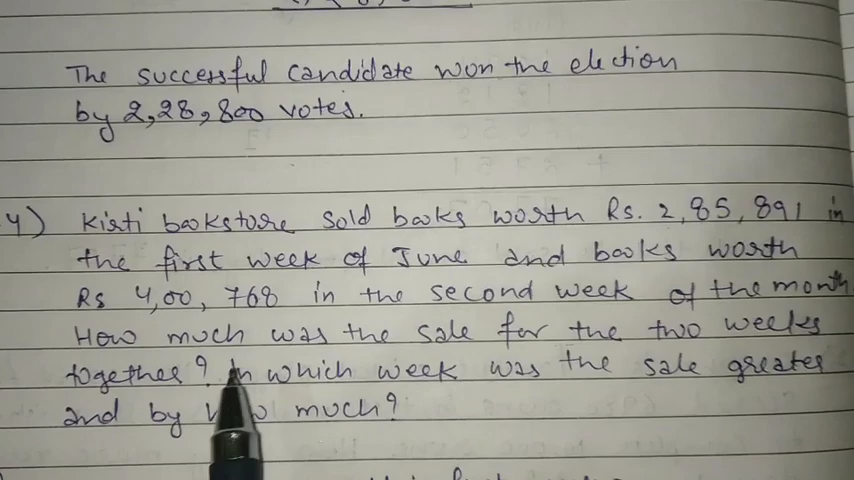 The successful candidate won the election
by 2,28,800 votes.
4) Kirti bookstore sold books worth Rs. 2,85,891 in
the first week of June and books worth
Rs 4,00,768 in the second week of the month
How much was the sale for the two weeks
together? In which week was the sale greater
and by how much?